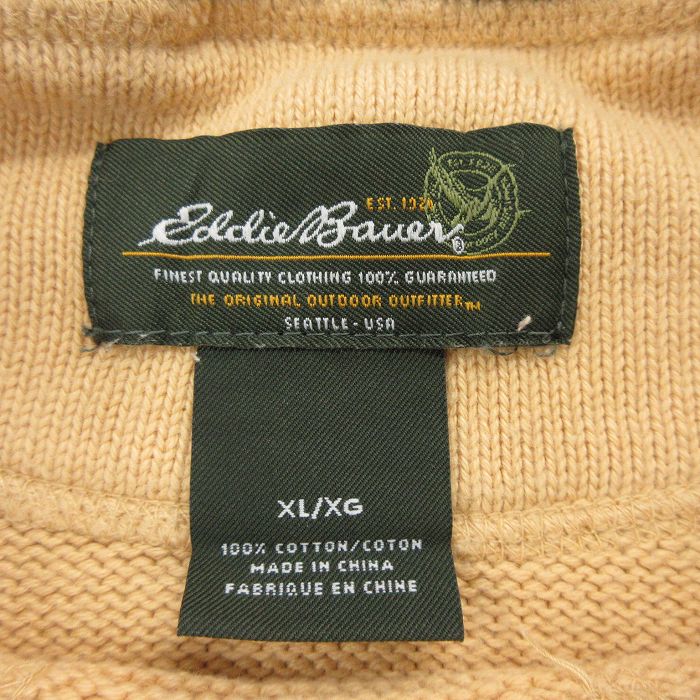 EST. 1920
Eddie Bauer®
FINEST QUALITY CLOTHING 100% GUARANTEED
THE ORIGINAL OUTDOOR OUTFITTER™
SEATTLE - USA
XL/XG
100% COTTON/COTON
MADE IN CHINA
FABRIQUE EN CHINE